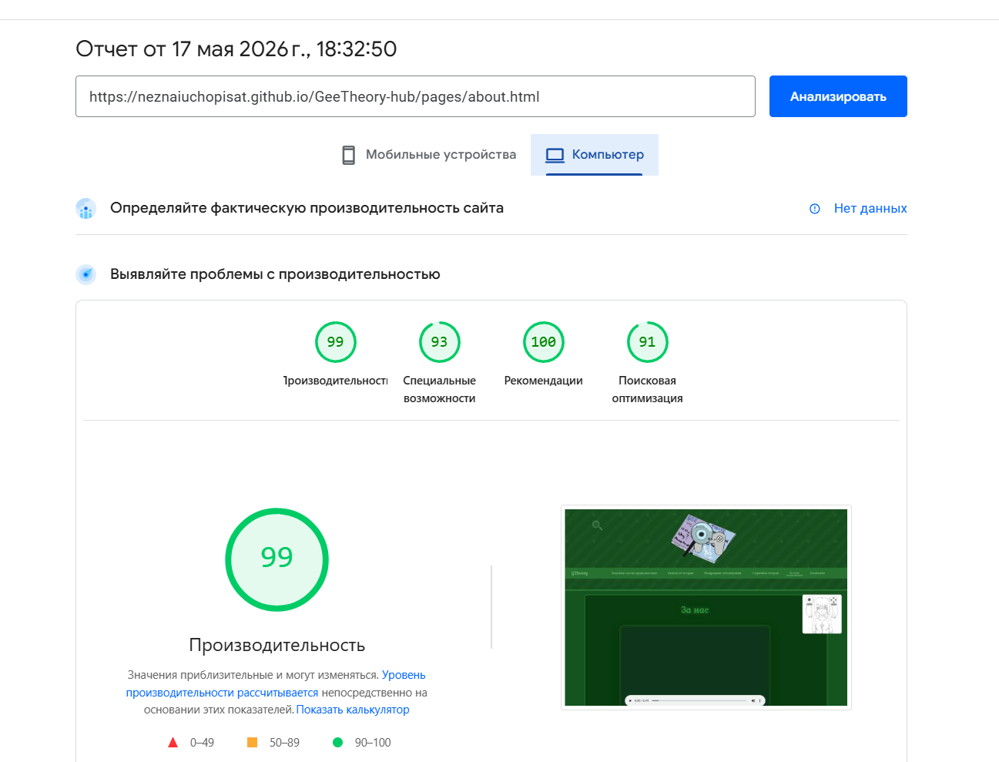 Отчет от 17 мая 2026 г., 18:32:50
https://neznaiuchopisat.github.io/GeeTheory-hub/pages/about.html
Анализировать
Мобильные устройства
Компьютер
Определяйте фактическую производительность сайта
Нет данных
Выявляйте проблемы с производительностью
99
93
100
91
Производительность
Специальные
возможности
Рекомендации
Поисковая
оптимизация
99
Производительность
Значения приблизительные и могут изменяться. Уровень
производительности рассчитывается непосредственно на
основании этих показателей. Показать калькулятор
0–49
50–89
90–100
За нас